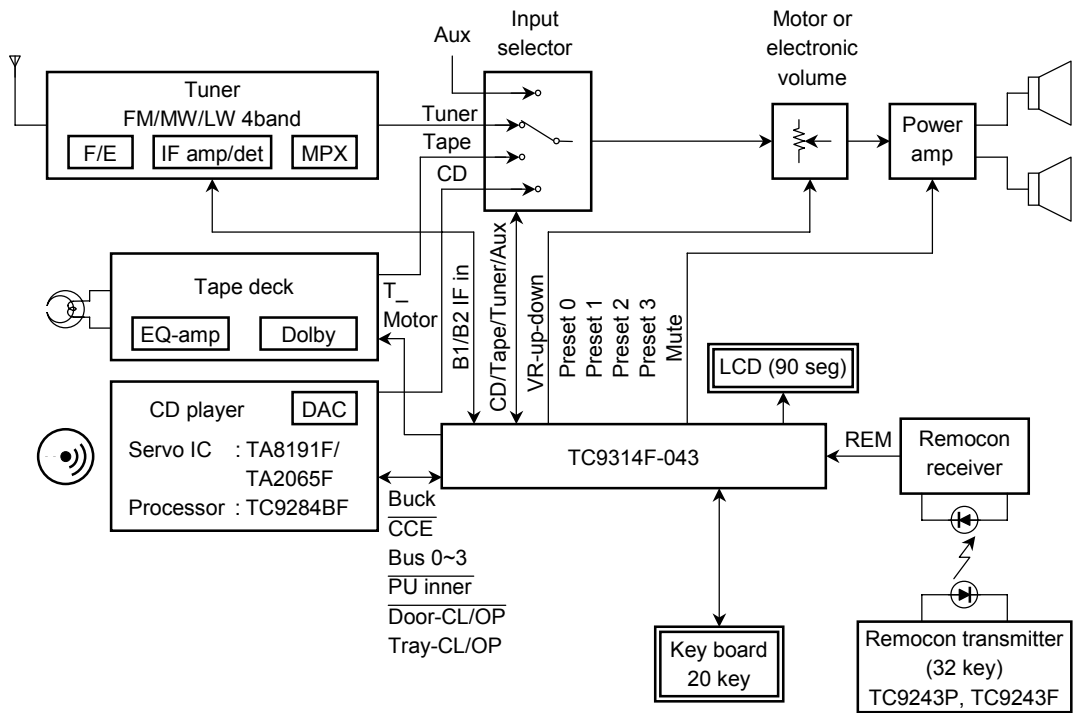 Aux
Input
selector
Motor or
electronic
volume
Tuner
FM/MW/LW 4band
F/E
IF amp/det
MPX
Tuner
Tape
CD
Power
amp
Tape deck
EQ-amp
Dolby
T_
Motor
B1/B2 IF in
CD/Tape/Tuner/Aux
VR-up-down
Preset 0
Preset 1
Preset 2
Preset 3
Mute
LCD (90 seg)
CD player
DAC
Servo IC : TA8191F/
TA2065F
Processor : TC9284BF
TC9314F-043
REM
Remocon
receiver
Buck
CCE
Bus 0~3
PU inner
Door-CL/OP
Tray-CL/OP
Key board
20 key
Remocon transmitter
(32 key)
TC9243P, TC9243F